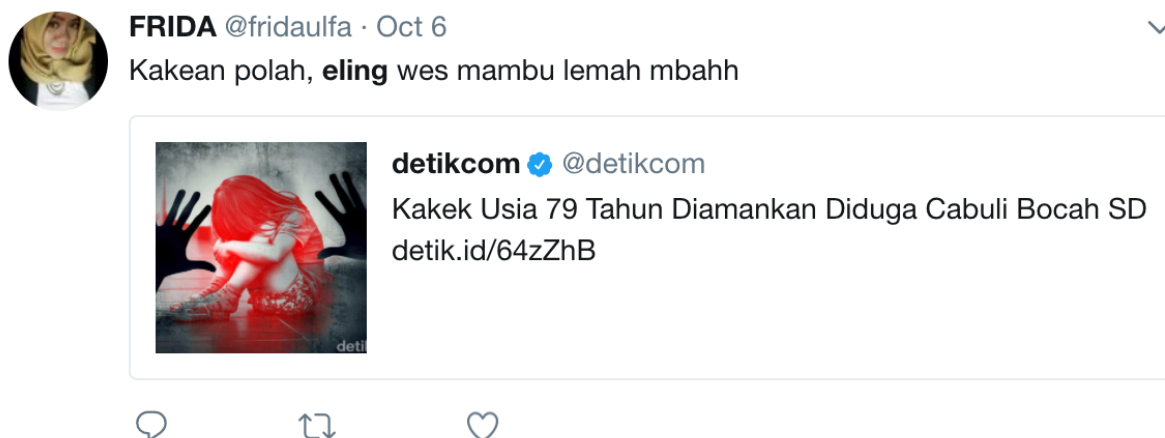 FRIDA @fridaulfa · Oct 6
Kakean polah, eling wes mambu lemah mbahh
detikcom @detikcom
Kakek Usia 79 Tahun Diamankan Diduga Cabuli Bocah SD
detik.id/64zZhB